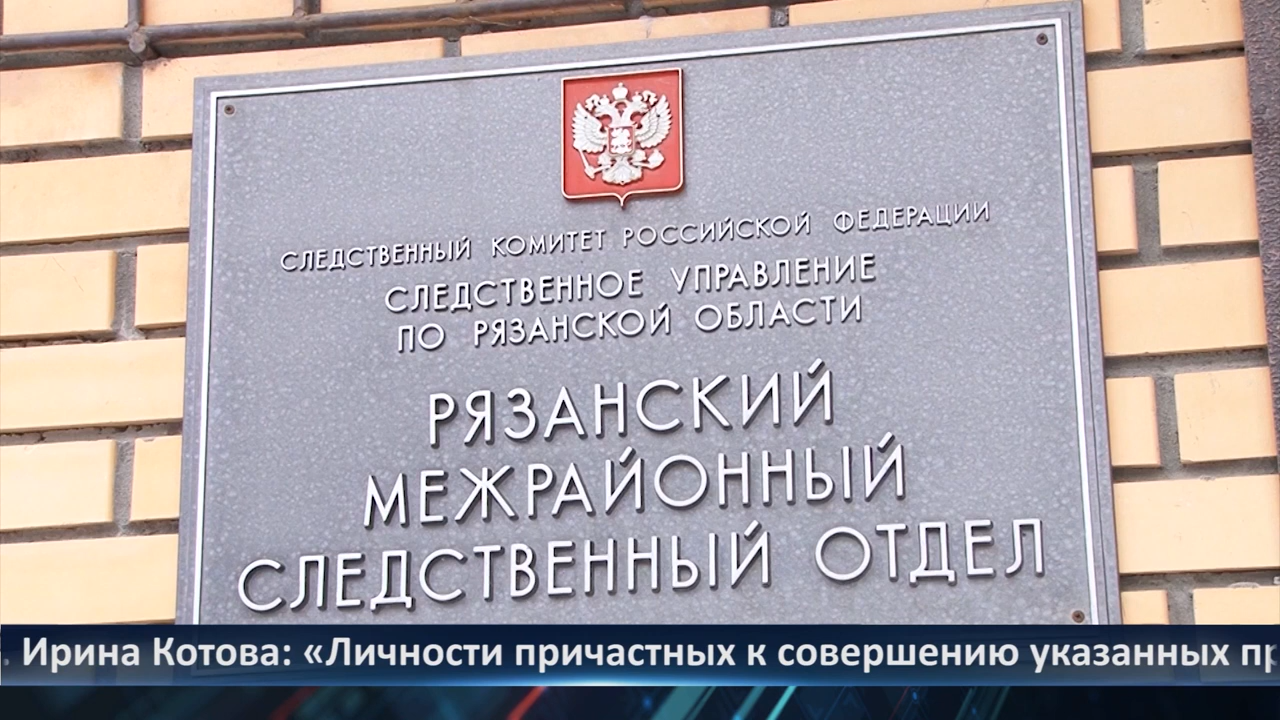 СЛЕДСТВЕННЫЙ КОМИТЕТ РОССИЙСКОЙ ФЕДЕРАЦИИ
СЛЕДСТВЕННОЕ УПРАВЛЕНИЕ
ПО РЯЗАНСКОЙ ОБЛАСТИ
РЯЗАНСКИЙ
МЕЖРАЙОННЫЙ
СЛЕДСТВЕННЫЙ ОТДЕЛ
. Ирина Котова: «Личности причастных к совершению указанных